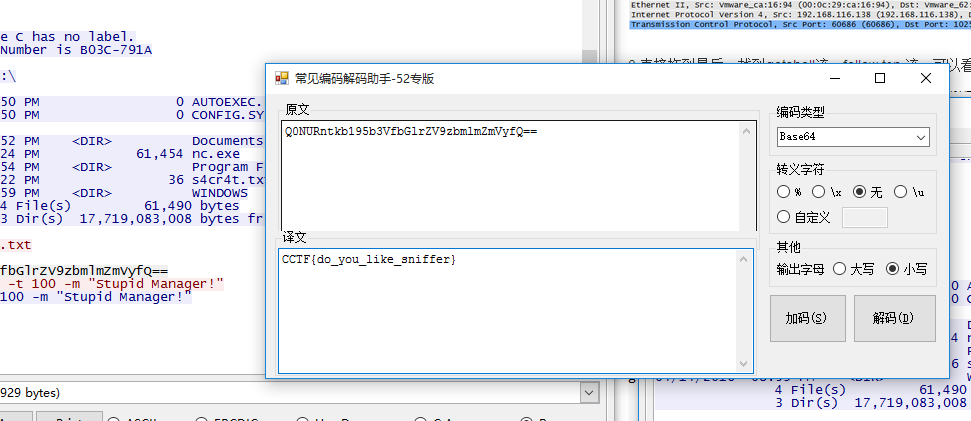 e C has no label.
Number is B03C-791A
:\
50 PM 0 AUTOEXEC.
50 PM 0 CONFIG.SY
52 PM <DIR> Documents
24 PM 61,454 nc.exe
54 PM <DIR> Program F
22 PM 36 s4cr4t.tx
59 PM <DIR> WINDOWS
4 File(s) 61,490 bytes
3 Dir(s) 17,719,083,008 bytes fr
.txt
fbGlrZV9zbmlmZmVyfQ==
-t 100 -m "Stupid Manager!"
100 -m "Stupid Manager!"
929 bytes)
Ethernet II, Src: Vmware_ca:16:94 (00:0c:29:ca:16:94), Dst: Vmware_62:
Internet Protocol Version 4, Src: 192.168.116.138 (192.168.116.138), D
Transmission Control Protocol, Src Port: 60686 (60686), Dst Port: 1025
常见编码解码助手-52专版
原文
Q0NURntkb195b3VfbGlrZV9zbmlmZmVyfQ==
译文
CCTF{do_you_like_sniffer}
编码类型
Base64
转义字符
% \x 无 \u
自定义
其他
输出字母 大写 小写
加码(S) 解码(D)
4 File(s) 61,490
3 Dir(s) 17,719,083,008